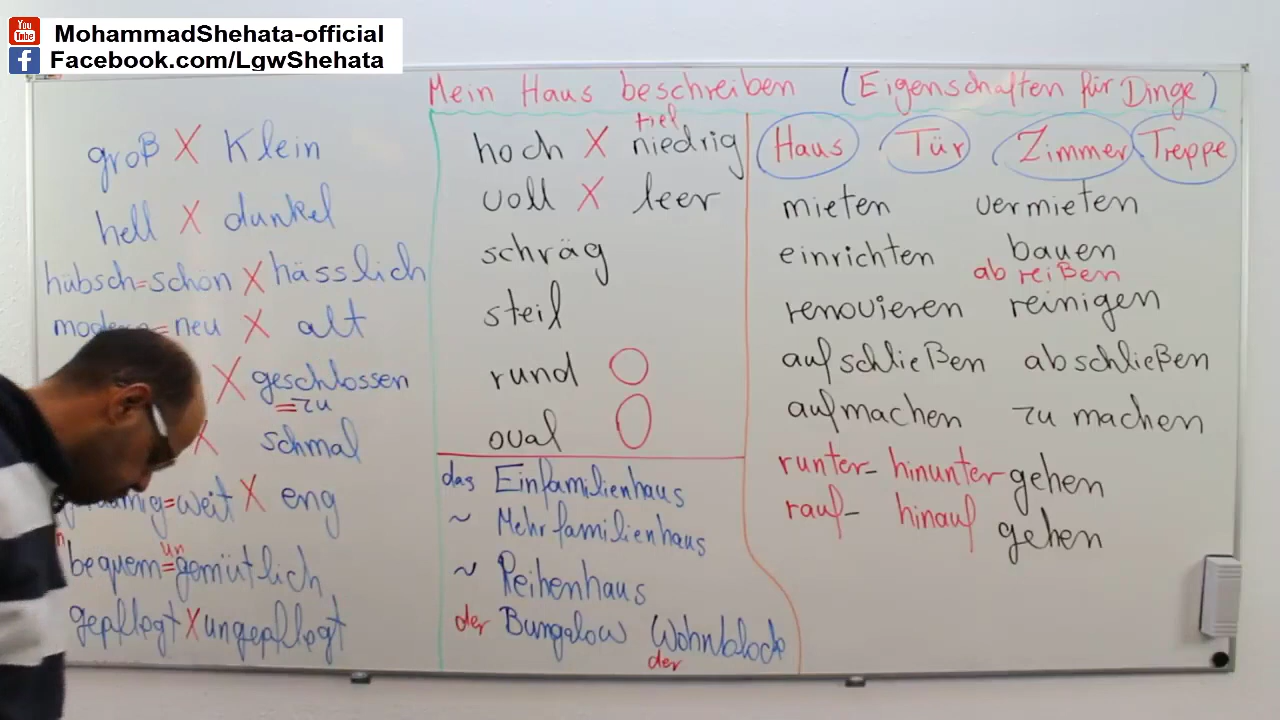 You Tube MohammadShehata-official
f Facebook.com/LgwShehata
Mein Haus beschreiben (Eigenschaften für Dinge)
groß X Klein
hell X dunkel
hübsch=schön X hässlich
= neu X alt
X geschlossen
=zu
X schmal
=weit X eng
un
bequem=gemütlich
gepflegt X ungepflegt
tief
hoch X niedrig
voll X leer
schräg
steil
rund
oval
das Einfamilienhaus
~ Mehrfamilienhaus
~ Reihenhaus
der Bungalow Wohnblock
der
Haus Tür Zimmer Treppe
mieten vermieten
einrichten bauen
ab reißen
renovieren reinigen
aufschließen abschließen
aufmachen zu machen
runter- hinunter gehen
rauf- hinauf gehen